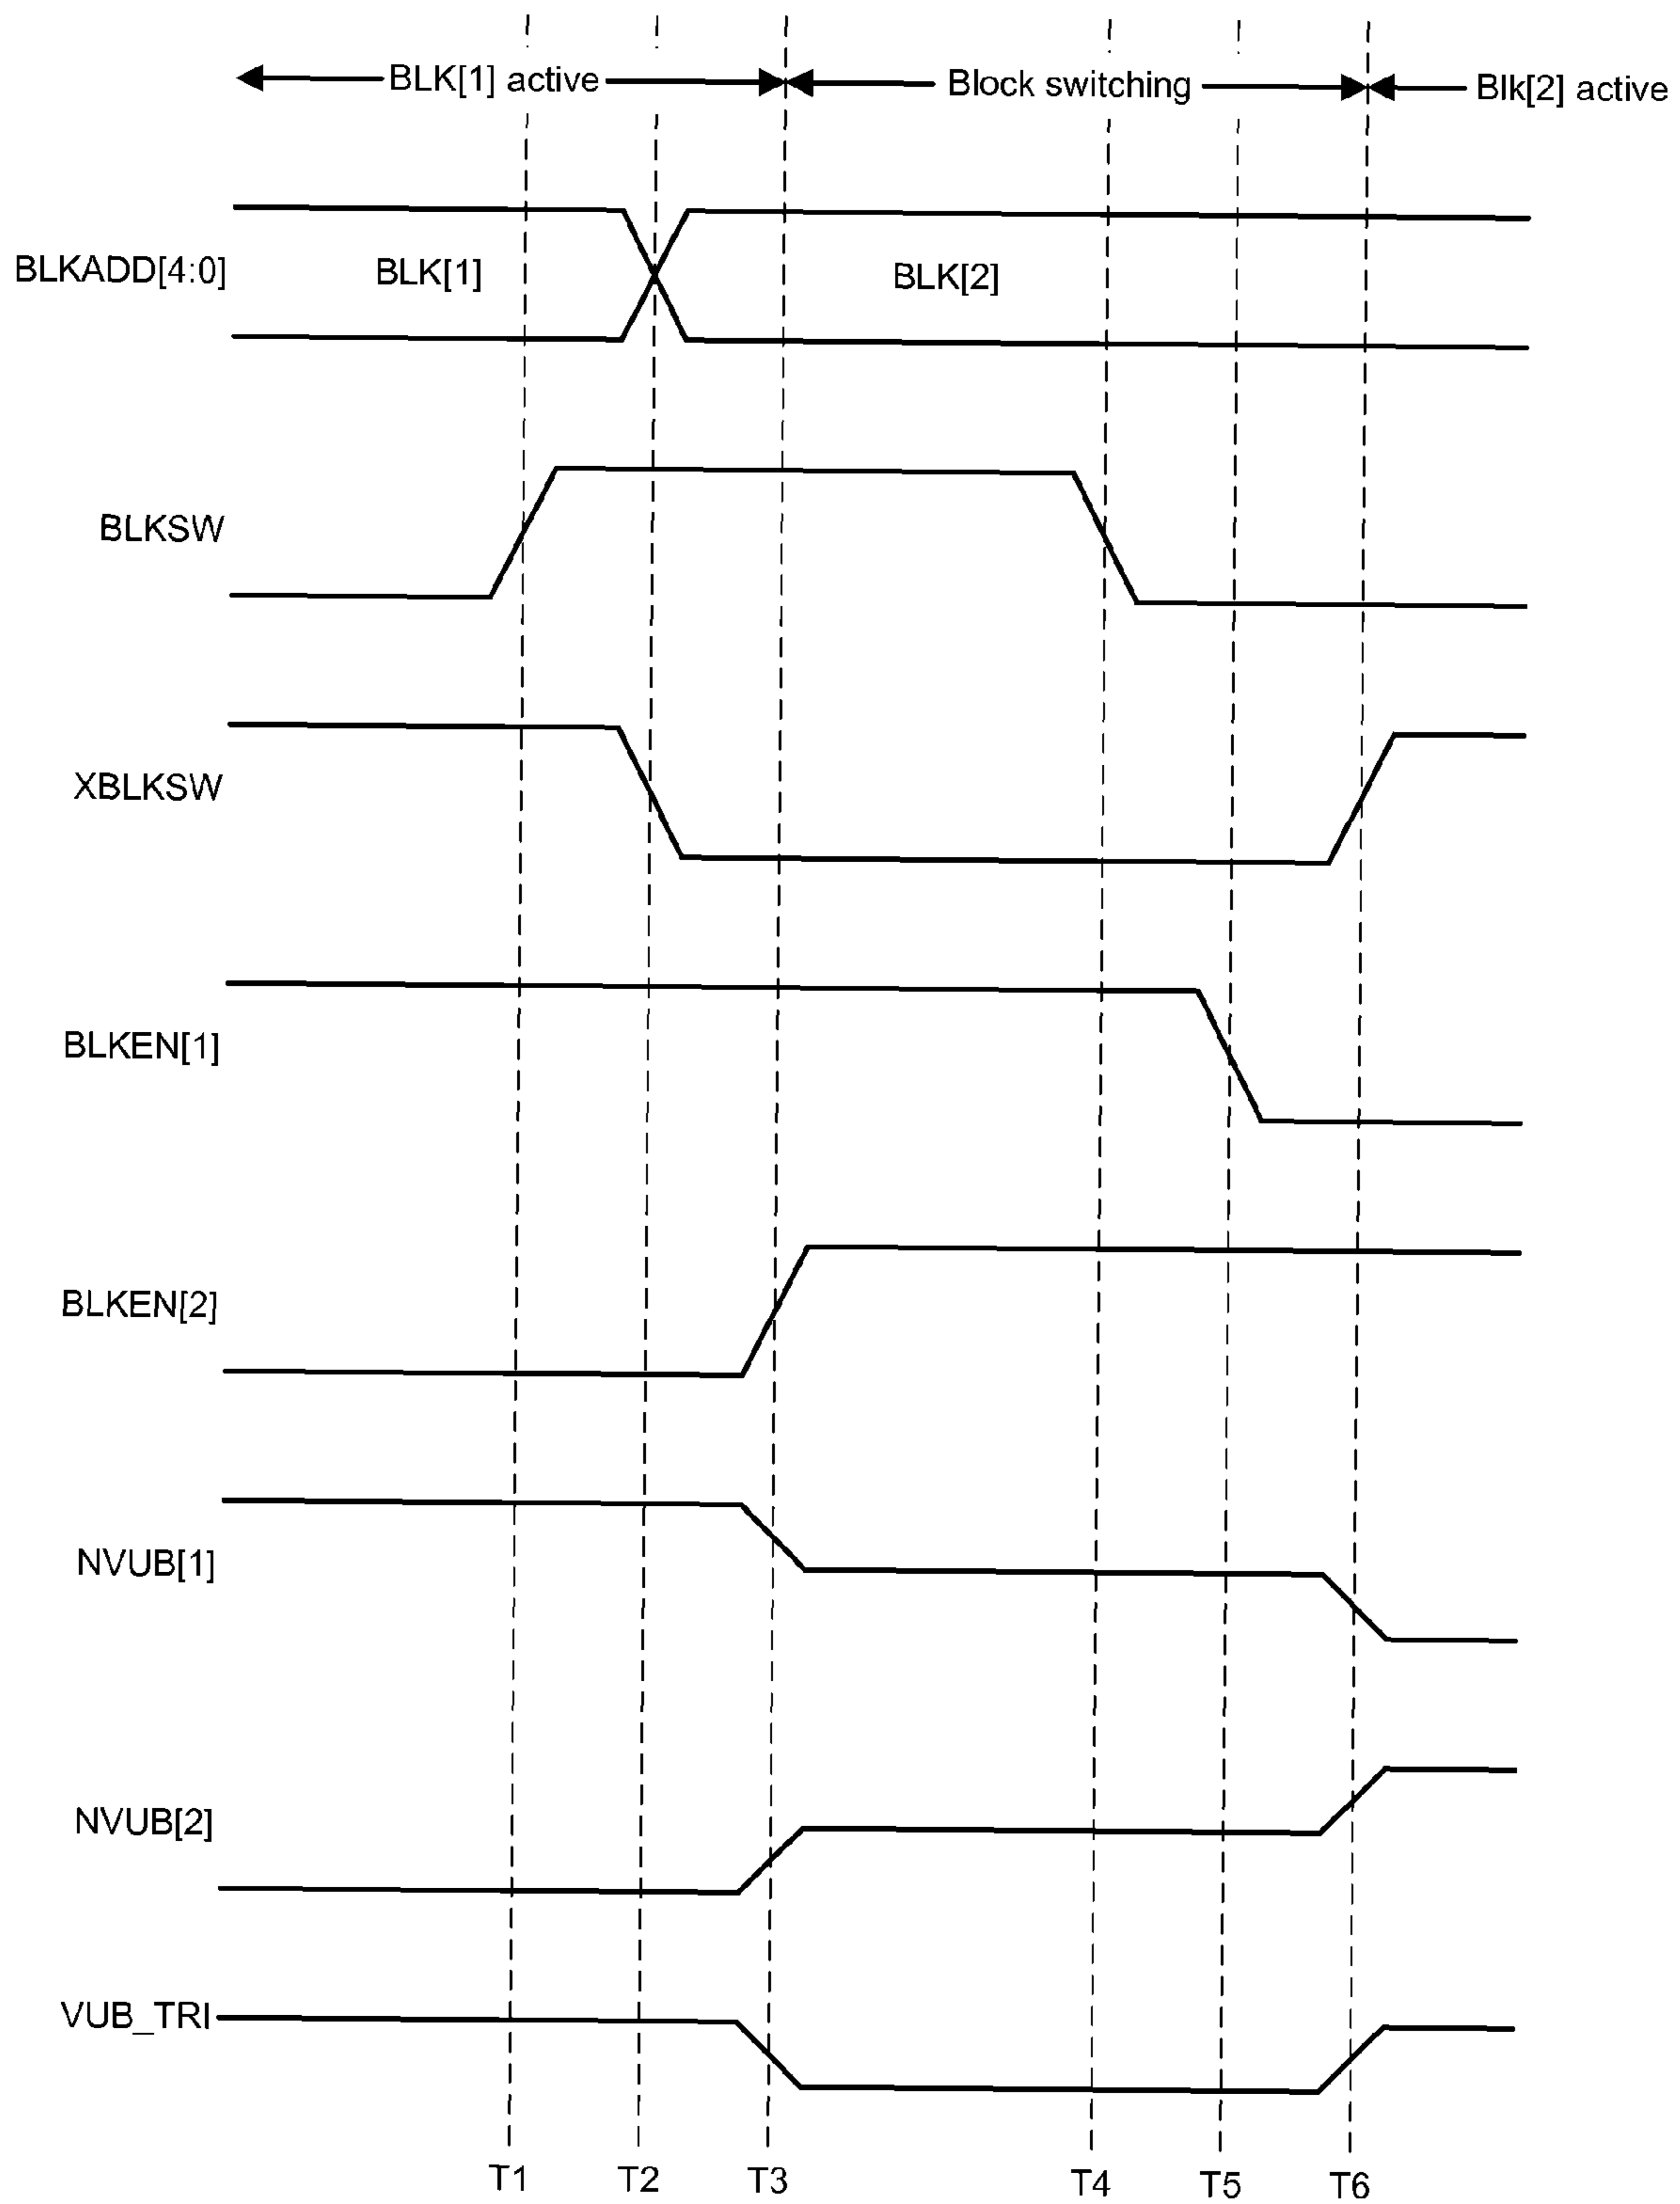 BLK[1] active Block switching Blk[2] active
BLKADD[4:0] BLK[1] BLK[2]
BLKSW
XBLKSW
BLKEN[1]
BLKEN[2]
NVUB[1]
NVUB[2]
VUB_TRI
T1 T2 T3 T4 T5 T6